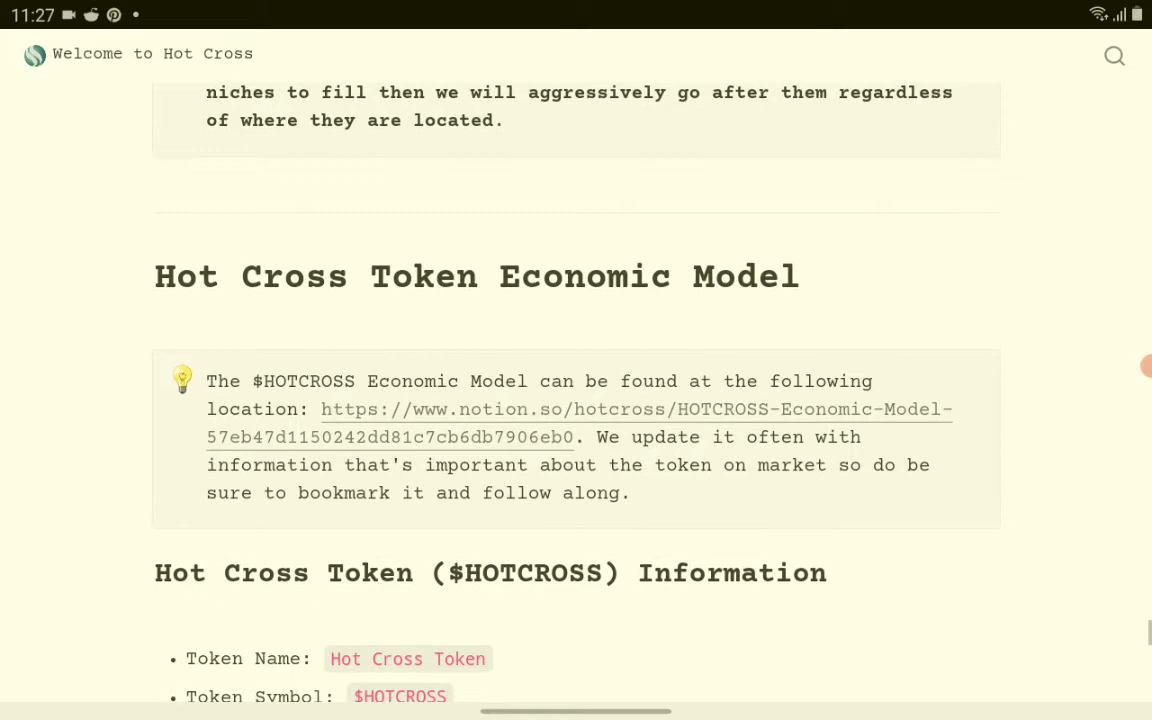 11:27
Welcome to Hot Cross
niches to fill then we will aggressively go after them regardless
of where they are located.
Hot Cross Token Economic Model
The $HOTCROSS Economic Model can be found at the following
location: https://www.notion.so/hotcross/HOTCROSS-Economic-Model-
57eb47d1150242dd81c7cb6db7906eb0. We update it often with
information that's important about the token on market so do be
sure to bookmark it and follow along.
Hot Cross Token ($HOTCROSS) Information
• Token Name: Hot Cross Token
• Token Symbol: $HOTCROSS